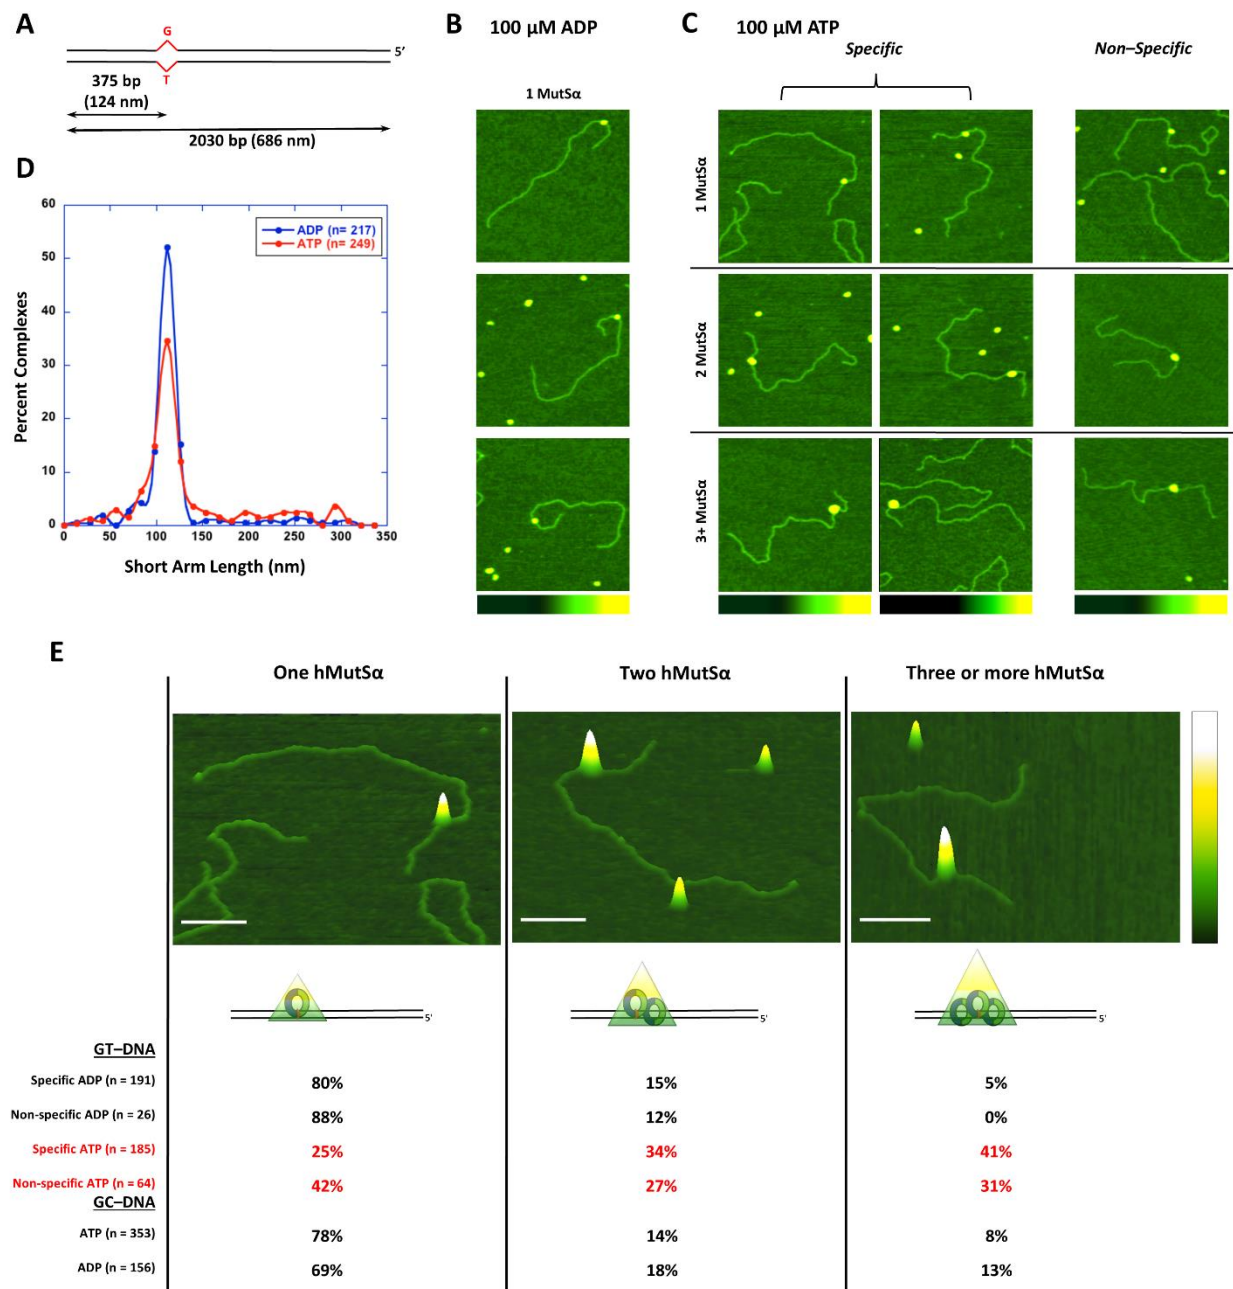 A
G
5′
T
375 bp
(124 nm)
2030 bp (686 nm)
B
100 µM ADP
1 MutSα
C
100 µM ATP
Specific
Non–Specific
1 MutSα
2 MutSα
3+ MutSα
D
60
50
40
30
20
10
0
Percent Complexes
ADP (n= 217)
ATP (n= 249)
0 50 100 150 200 250 300 350
Short Arm Length (nm)
E
One hMutSα
Two hMutSα
Three or more hMutSα
5'
5'
5'
GT–DNA
Specific ADP (n = 191) 80% 15% 5%
Non-specific ADP (n = 26) 88% 12% 0%
Specific ATP (n = 185) 25% 34% 41%
Non-specific ATP (n = 64) 42% 27% 31%
GC–DNA
ATP (n = 353) 78% 14% 8%
ADP (n = 156) 69% 18% 13%